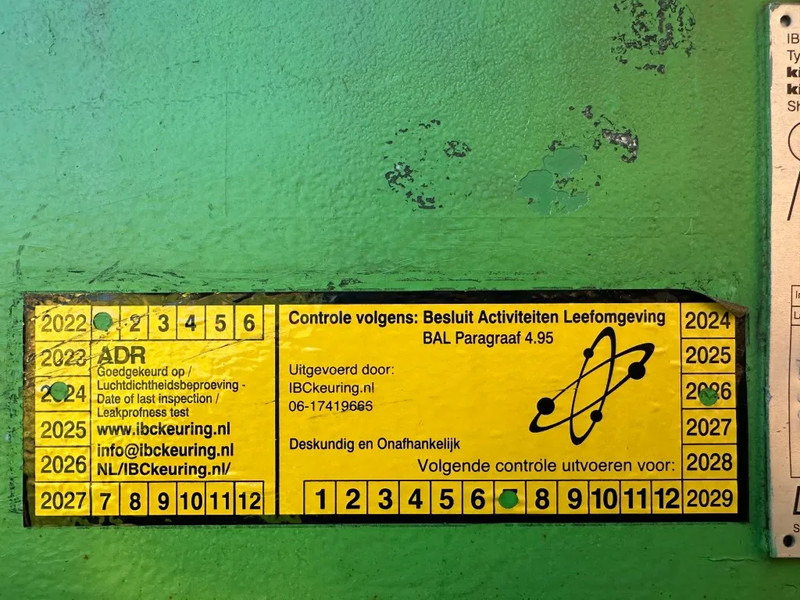 2022 2 3 4 5 6
2023 ADR
Goedgekeurd op /
2024 Luchtdichtheidsbeproeving -
Date of last inspection /
Leakprofness test
2025 www.ibckeuring.nl
info@ibckeuring.nl
2026 NL/IBCkeuring.nl/
2027 7 8 9 10 11 12
Controle volgens: Besluit Activiteiten Leefomgeving
BAL Paragraaf 4.95
Uitgevoerd door:
IBCkeuring.nl
06-17419665
Deskundig en Onafhankelijk
Volgende controle uitvoeren voor:
1 2 3 4 5 6 7 8 9 10 11 12
2024
2025
2026
2027
2028
2029
IB
Ty
ki
ki